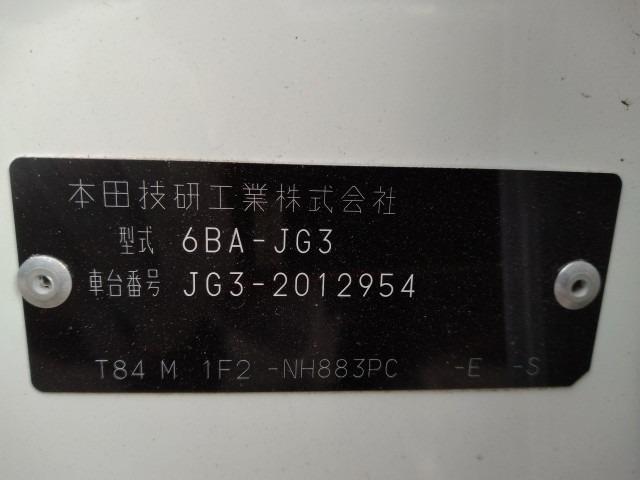 本田技研工業株式会社
型式 6BA-JG3
車台番号 JG3-2012954
T84 M 1F2 -NH883PC -E -S